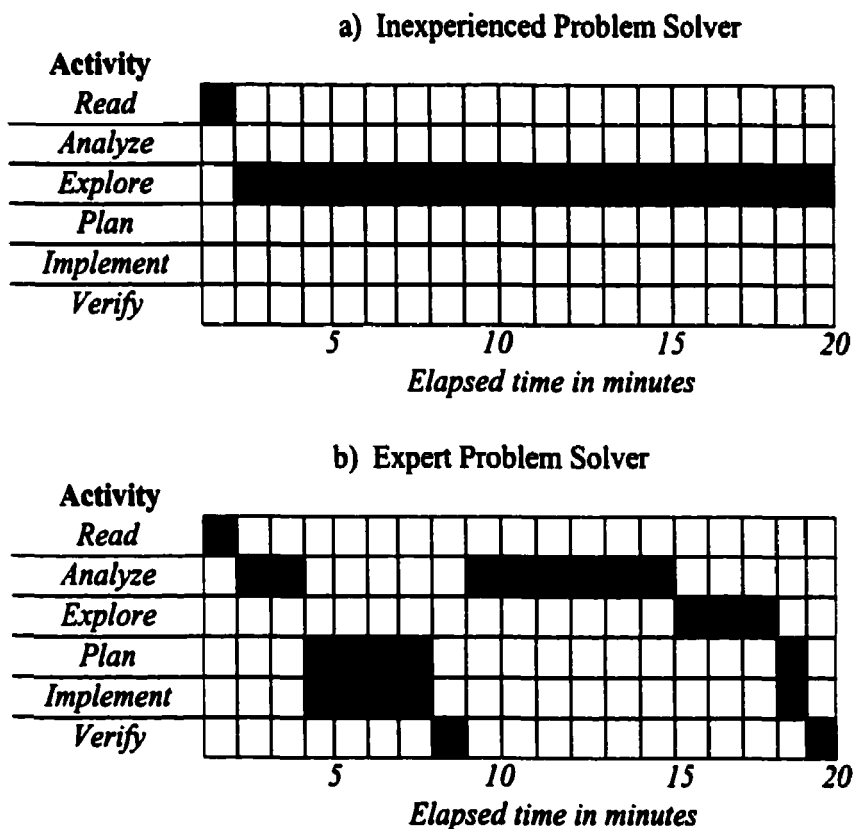 a) Inexperienced Problem Solver
Activity
Read
Analyze
Explore
Plan
Implement
Verify
5 10 15 20
Elapsed time in minutes
b) Expert Problem Solver
Activity
Read
Analyze
Explore
Plan
Implement
Verify
5 10 15 20
Elapsed time in minutes